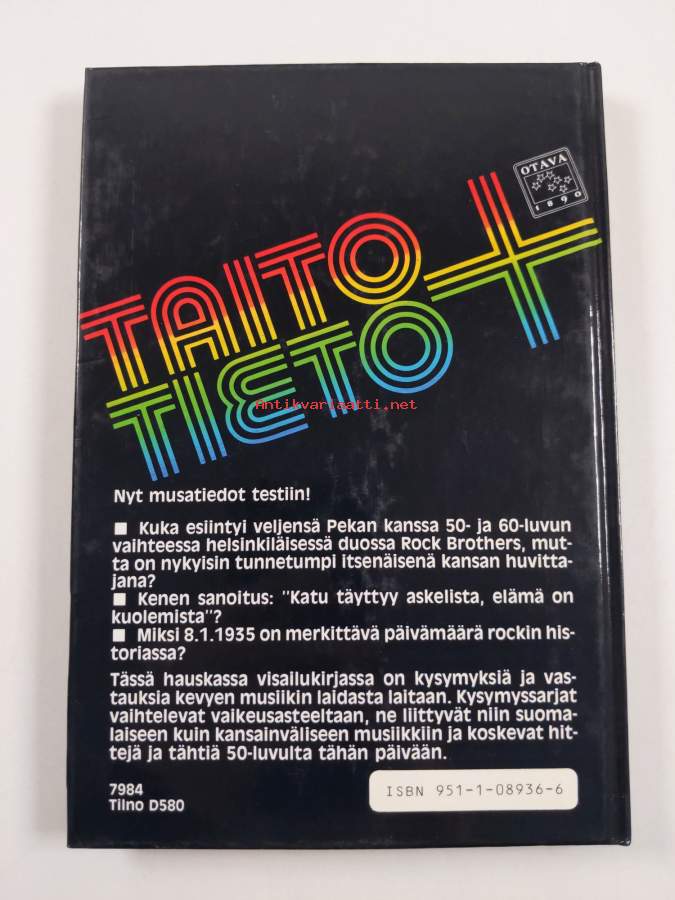 OTAVA
1890
TAITO
TIETO +
Antikvariaatti.net
Nyt musatiedot testiin!
■ Kuka esiintyi veljensä Pekan kanssa 50- ja 60-luvun
vaihteessa helsinkiläisessä duossa Rock Brothers, mut-
ta on nykyisin tunnetumpi itsenäisenä kansan huvitta-
jana?
■ Kenen sanoitus: "Katu täyttyy askelista, elämä on
kuolemista"?
■ Miksi 8.1.1935 on merkittävä päivämäärä rockin his-
toriassa?
Tässä hauskassa visailukirjassa on kysymyksiä ja vas-
tauksia kevyen musiikin laidasta laitaan. Kysymyssarjat
vaihtelevat vaikeusasteeltaan, ne liittyvät niin suoma-
laiseen kuin kansainväliseen musiikkiin ja koskevat hit-
tejä ja tähtiä 50-luvulta tähän päivään.
7984
Tilno D580
ISBN 951-1-08936-6